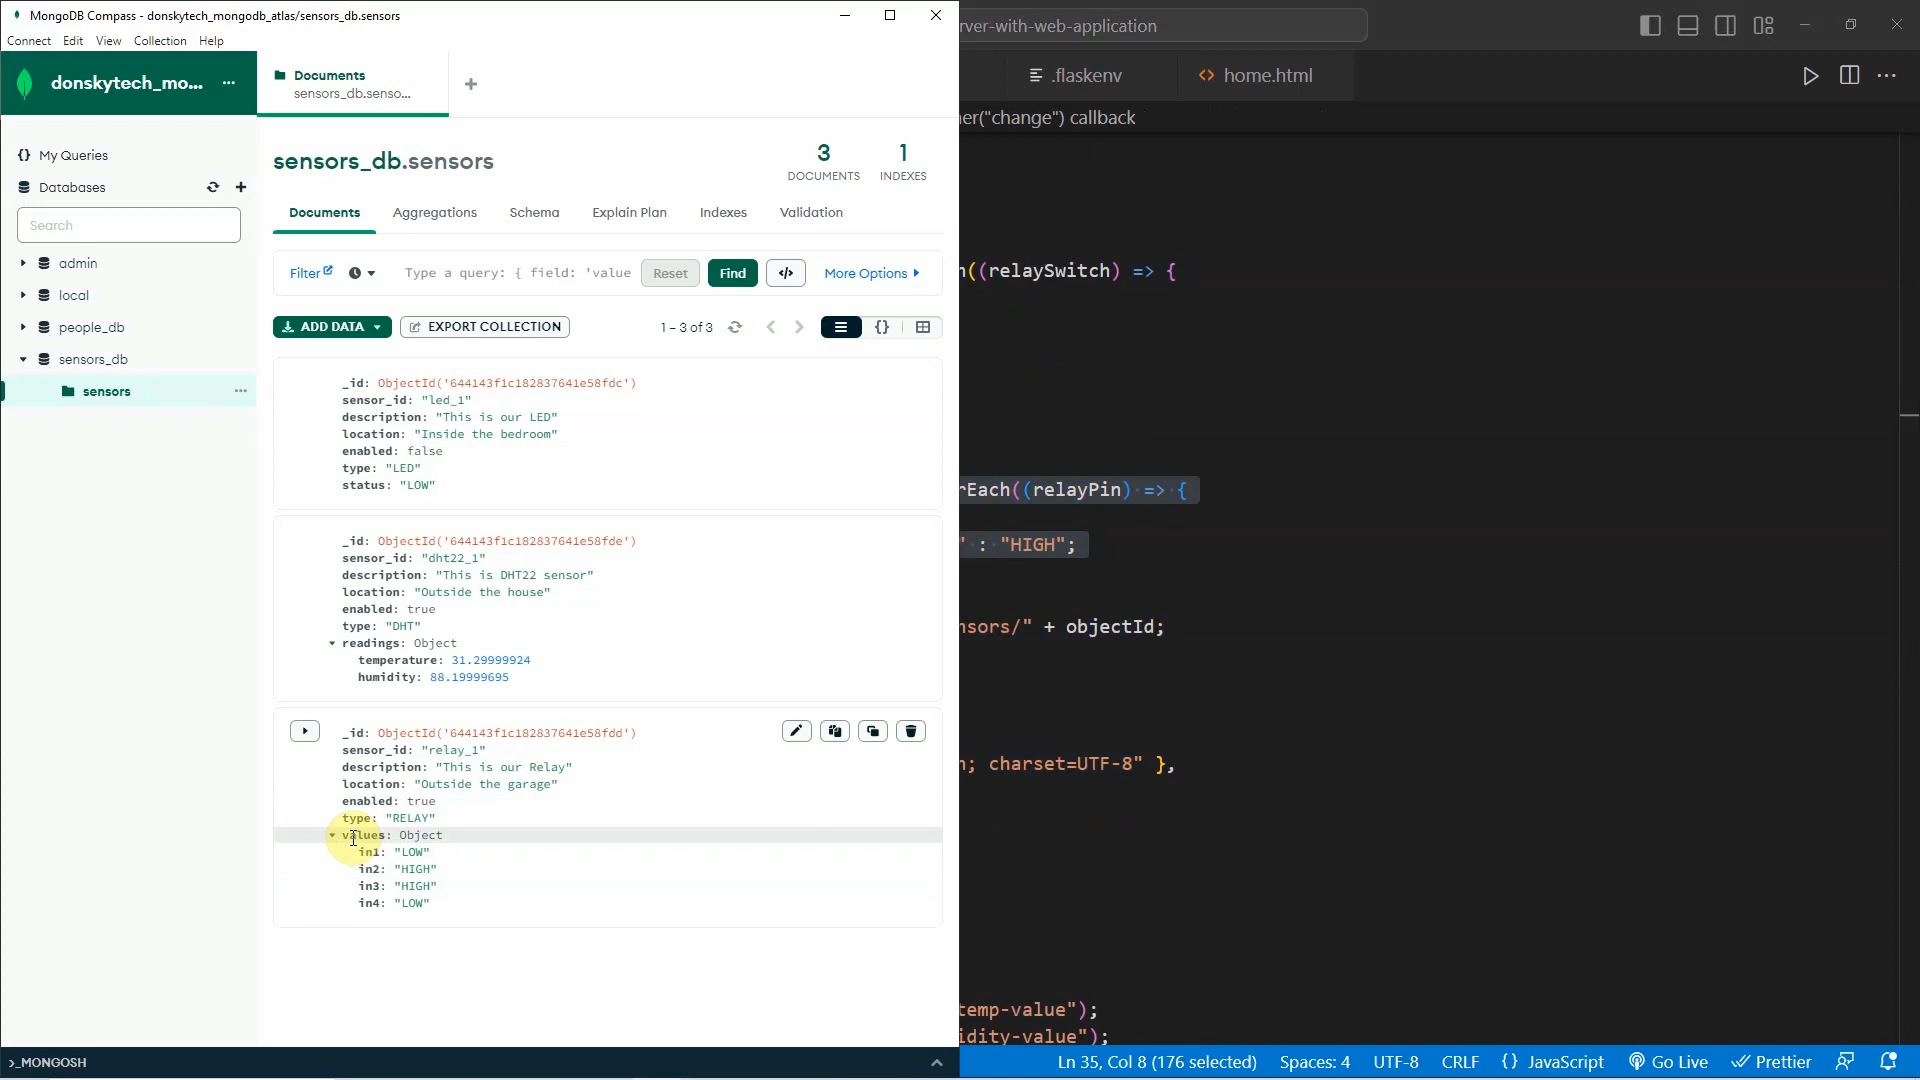 MongoDB Compass - donskytech_mongodb_atlas/sensors_db.sensors
Connect Edit View Collection Help
donskytech_mo...
Documents
sensors_db.senso...
My Queries
Databases
Search
admin
local
people_db
sensors_db
sensors
sensors_db.sensors
3
DOCUMENTS
1
INDEXES
Documents Aggregations Schema Explain Plan Indexes Validation
Filter
Type a query: { field: 'value
Reset
Find
</>
More Options
ADD DATA
EXPORT COLLECTION
1 – 3 of 3
{}
_id: ObjectId('644143f1c182837641e58fdc')
sensor_id: "led_1"
description: "This is our LED"
location: "Inside the bedroom"
enabled: false
type: "LED"
status: "LOW"
_id: ObjectId('644143f1c182837641e58fde')
sensor_id: "dht22_1"
description: "This is DHT22 sensor"
location: "Outside the house"
enabled: true
type: "DHT"
readings: Object
temperature: 31.29999924
humidity: 88.19999695
_id: ObjectId('644143f1c182837641e58fdd')
sensor_id: "relay_1"
description: "This is our Relay"
location: "Outside the garage"
enabled: true
type: "RELAY"
values: Object
in1: "LOW"
in2: "HIGH"
in3: "HIGH"
in4: "LOW"
>_MONGOSH
rver-with-web-application
.flaskenv
<> home.html
ner("change") callback
h((relaySwitch) => {
rEach((relayPin) => {
" : "HIGH";
nsors/" + objectId;
n; charset=UTF-8" },
temp-value");
idity-value");
Ln 35, Col 8 (176 selected) Spaces: 4 UTF-8 CRLF {} JavaScript Go Live Prettier